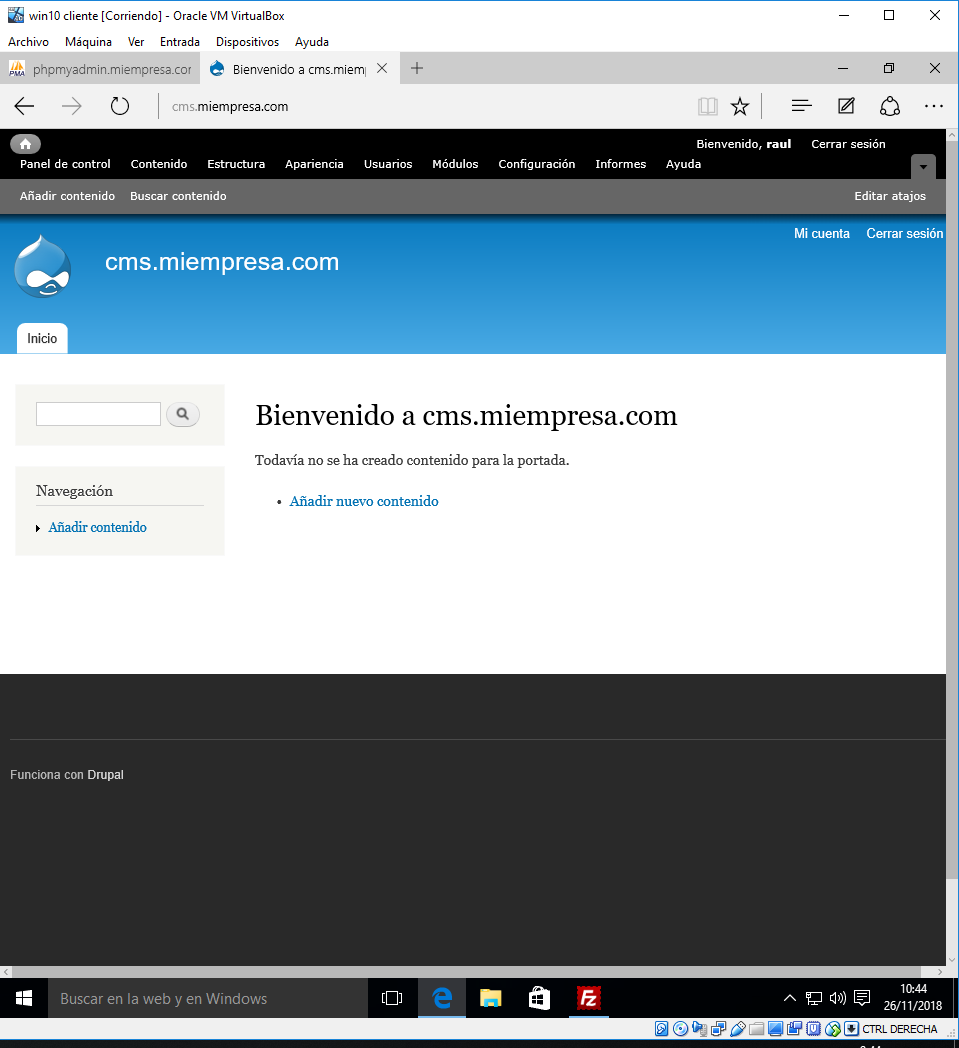 win10 cliente [Corriendo] - Oracle VM VirtualBox
Archivo Máquina Ver Entrada Dispositivos Ayuda
PMA phpmyadmin.miempresa.cor Bienvenido a cms.miem
cms.miempresa.com
Bienvenido, raul Cerrar sesión
Panel de control Contenido Estructura Apariencia Usuarios Módulos Configuración Informes Ayuda
Añadir contenido Buscar contenido Editar atajos
Mi cuenta Cerrar sesión
cms.miempresa.com
Inicio
Bienvenido a cms.miempresa.com
Todavía no se ha creado contenido para la portada.
Navegación
Añadir nuevo contenido
Añadir contenido
Funciona con Drupal
Buscar en la web y en Windows
10:44
26/11/2018
CTRL DERECHA